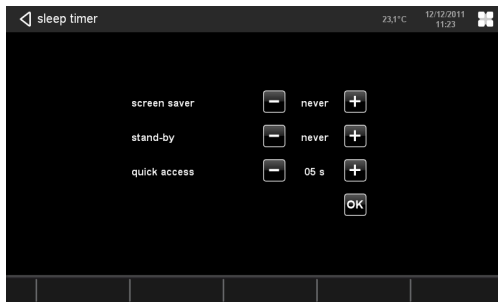 sleep timer 23,1°C 12/12/2011
11:23
screen saver never
stand-by never
quick access 05 s
OK